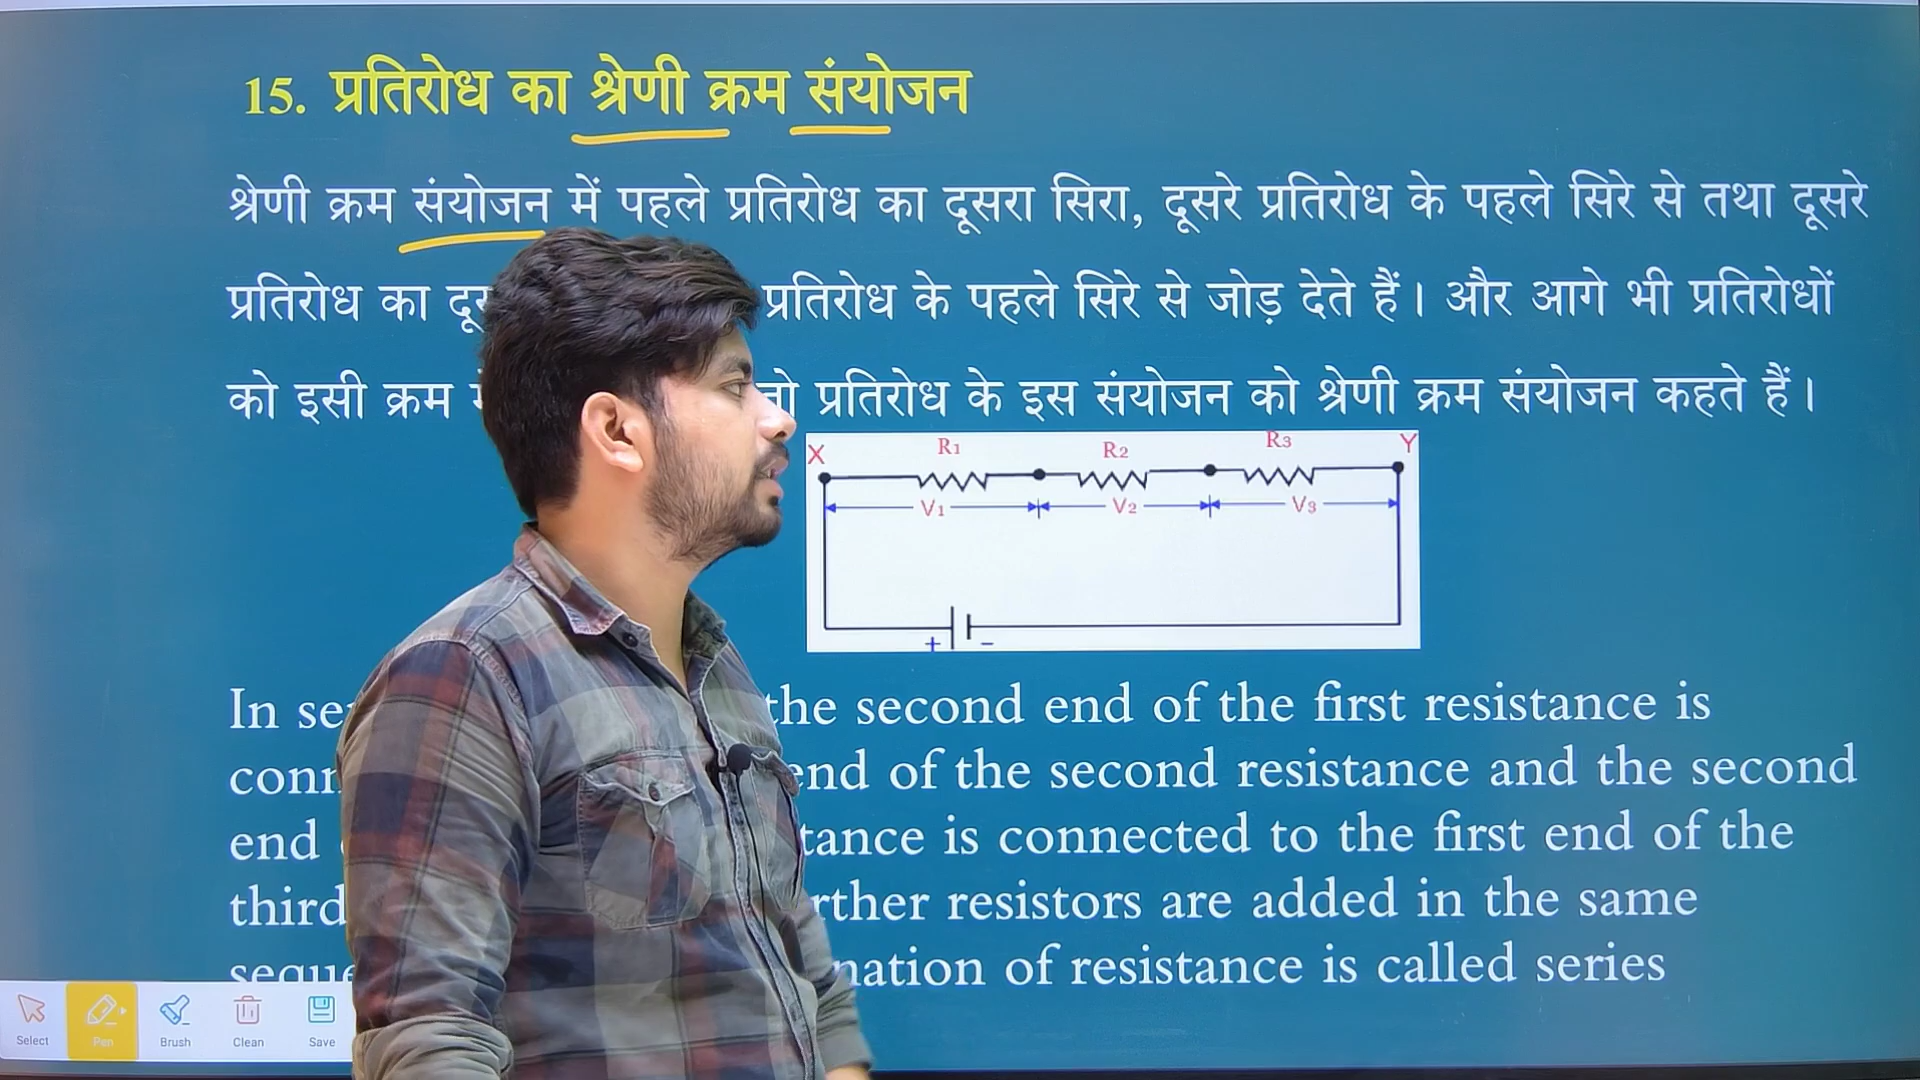 15. प्रतिरोध का श्रेणी क्रम संयोजन
श्रेणी क्रम संयोजन में पहले प्रतिरोध का दूसरा सिरा, दूसरे प्रतिरोध के पहले सिरे से तथा दूसरे
प्रतिरोध का प्रतिरोध के पहले सिरे से जोड़ देते हैं। और आगे भी प्रतिरोधों
को इसी क्रम प्रतिरोध के इस संयोजन को श्रेणी क्रम संयोजन कहते हैं।
X R1 R2 R3 Y
V1 V2 V3
+ -
In the second end of the first resistance is
end of the second resistance and the second
end is connected to the first end of the
third resistors are added in the same
of resistance is called series
Select Pen Brush Clean Save